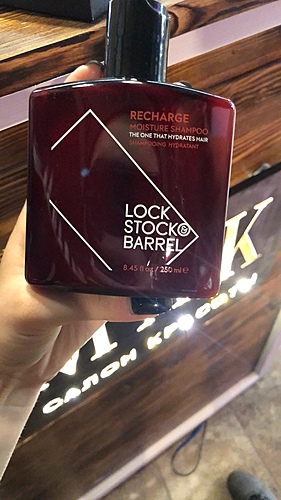 RECHARGE
MOISTURE SHAMPOO
THE ONE THAT HYDRATES HAIR
SHAMPOOING HYDRATANT
LOCK
STOCK&
BARREL
8.45 fl oz / 250 ml e
САЛОН КРАСОТЫ